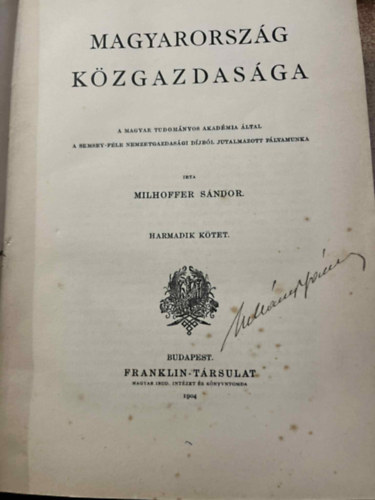 MAGYARORSZÁG
KÖZGAZDASÁGA
A MAGYAR TUDOMÁNYOS AKADÉMIA ÁLTAL
A SEMSEY-FÉLE NEMZETGAZDASÁGI DÍJBÓL JUTALMAZOTT PÁLYAMUNKA
IRTA
MILHOFFER SÁNDOR.
HARMADIK KÖTET.
BUDAPEST.
FRANKLIN-TÁRSULAT
MAGYAR IROD. INTÉZET ÉS KÖNYVNYOMDA
1904